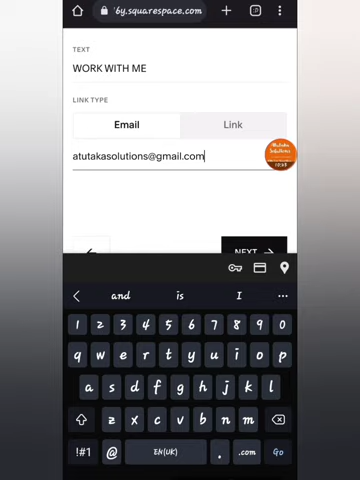 6y.squarespace.com
TEXT
WORK WITH ME
LINK TYPE
Email Link
atutakasolutions@gmail.com
NEXT
and is I
1 2 3 4 5 6 7 8 9 0
q w e r t y u i o p
a s d f g h j k l
z x c v b n m
!#1 @ EN(UK) . .com Go